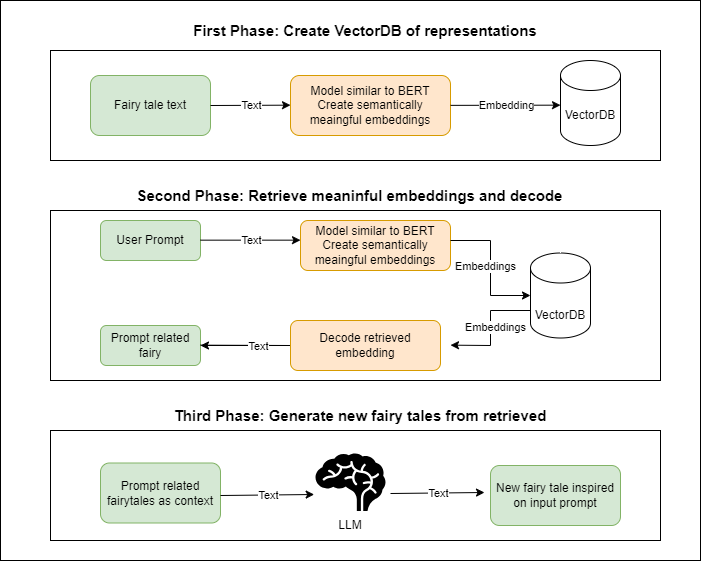 First Phase: Create VectorDB of representations
Fairy tale text
Text
Model similar to BERT
Create semantically
meaingful embeddings
Embedding
VectorDB
Second Phase: Retrieve meaninful embeddings and decode
User Prompt
Text
Model similar to BERT
Create semantically
meaingful embeddings
Embeddings
VectorDB
Embeddings
Prompt related
fairy
Text
Decode retrieved
embedding
Third Phase: Generate new fairy tales from retrieved
Prompt related
fairytales as context
Text
LLM
Text
New fairy tale inspired
on input prompt